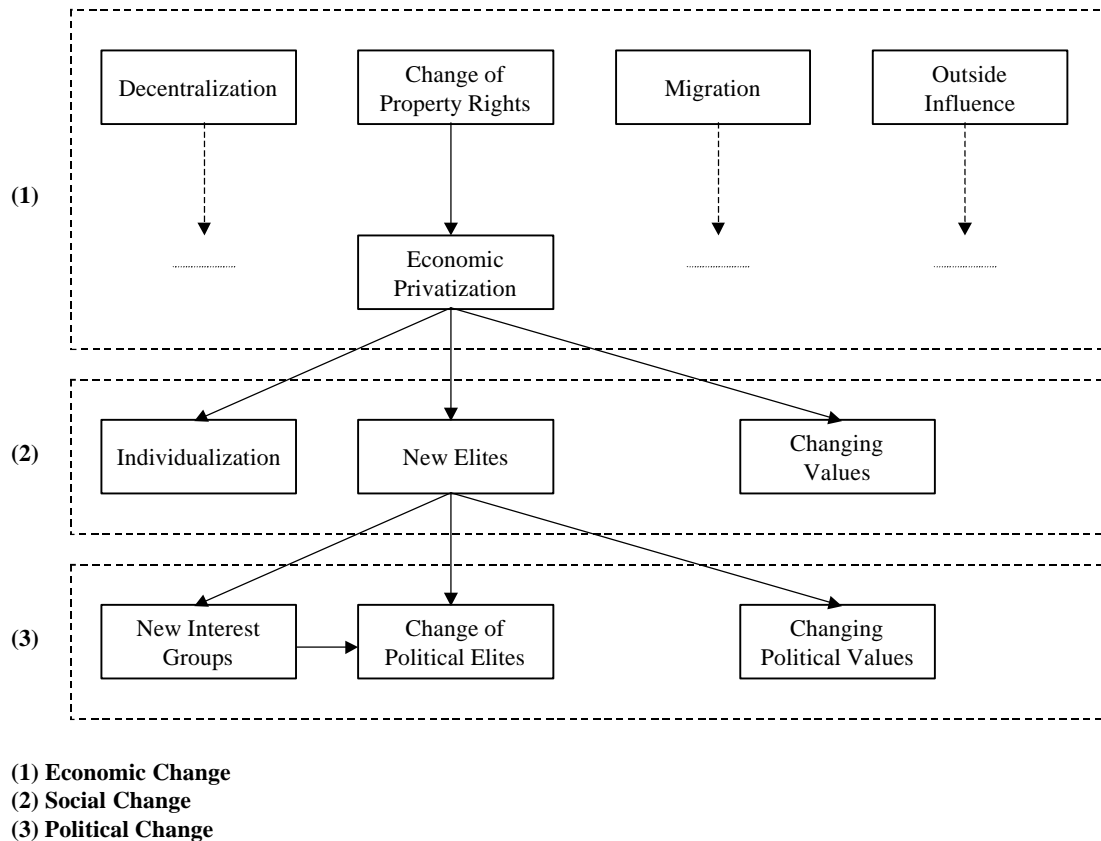 Decentralization
Change of
Property Rights
Migration
Outside
Influence
(1)
Economic
Privatization
(2)
Individualization
New Elites
Changing
Values
(3)
New Interest
Groups
Change of
Political Elites
Changing
Political Values
(1) Economic Change
(2) Social Change
(3) Political Change